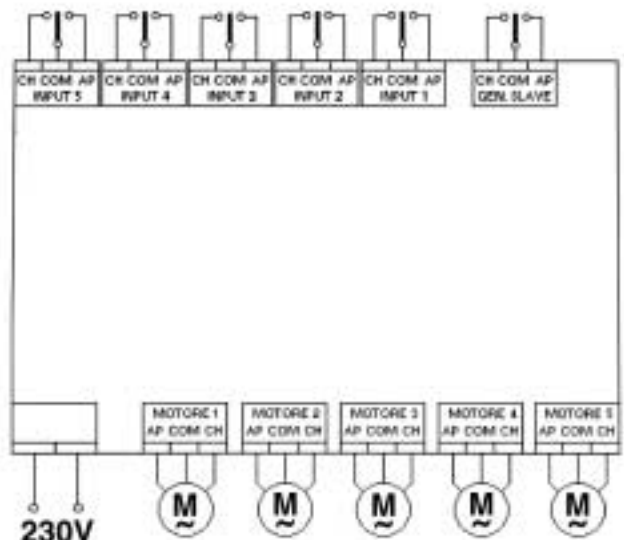 CH COM AP CH COM AP CH COM AP CH COM AP CH COM AP CH COM AP
INPUT 5 INPUT 4 INPUT 3 INPUT 2 INPUT 1 GEN. SLAVE
MOTORE 1 MOTORE 2 MOTORE 3 MOTORE 4 MOTORE 5
AP COM CH AP COM CH AP COM CH AP COM CH AP COM CH
M M M M M
~ ~ ~ ~ ~
230V